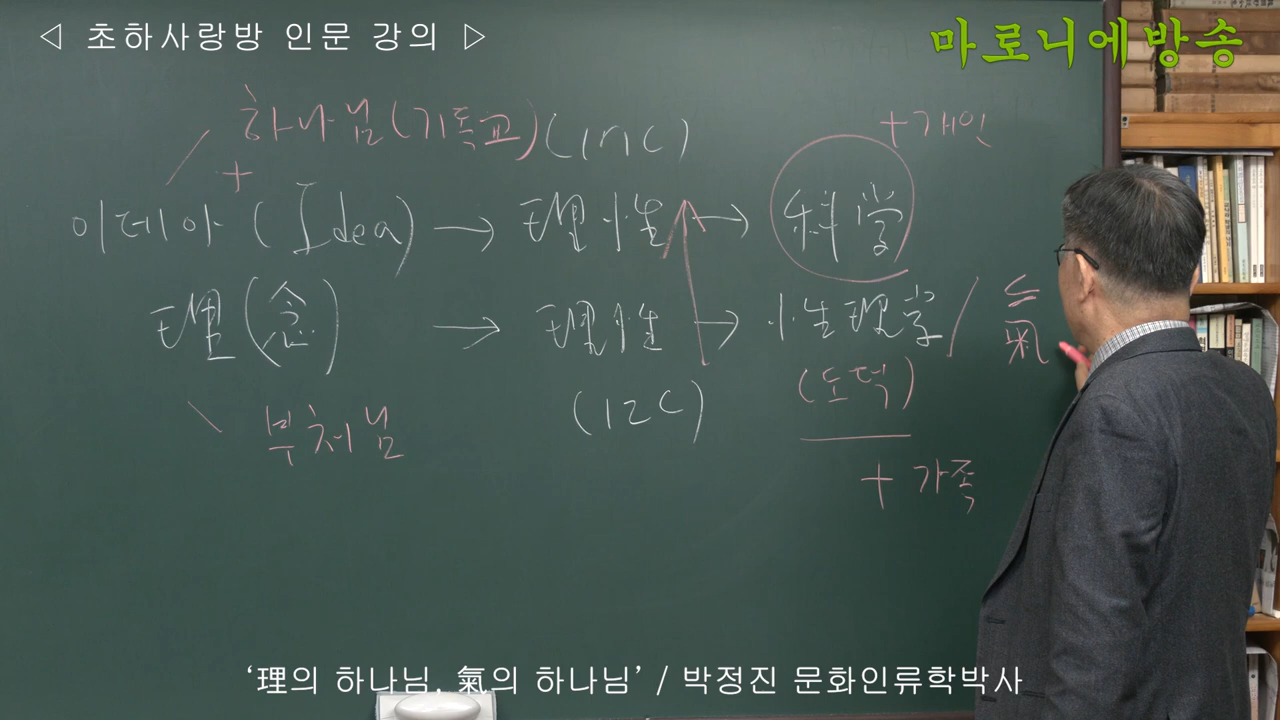 ◁ 초하사랑방 인문 강의 ▷
마로니에방송
하나님(기독교) (17C)
+개인
+
이데아 (Idea) → 理性 → 科学
理(念) → 理性 → 性理学 / 气
氣
(12C) (도덕)
부처님
+ 가족
‘理의 하나님, 氣의 하나님’ / 박정진 문화인류학박사